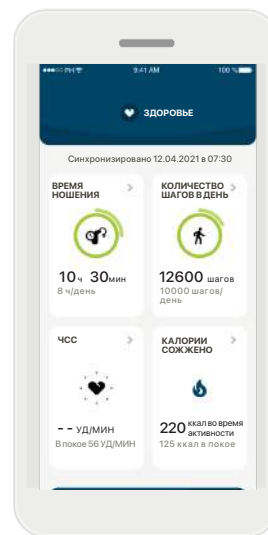 9:41 AM
100 %
ЗДОРОВЬЕ
Синхронизировано 12.04.2021 в 07:30
ВРЕМЯ
НОШЕНИЯ
10 ч 30 мин
8 ч/день
КОЛИЧЕСТВО
ШАГОВ В ДЕНЬ
12600 шагов
10000 шагов/
день
ЧСС
-- УД/МИН
В покое 56 УД/МИН
КАЛОРИИ
СОЖЖЕНО
220 ккал во время
активности
125 ккал в покое